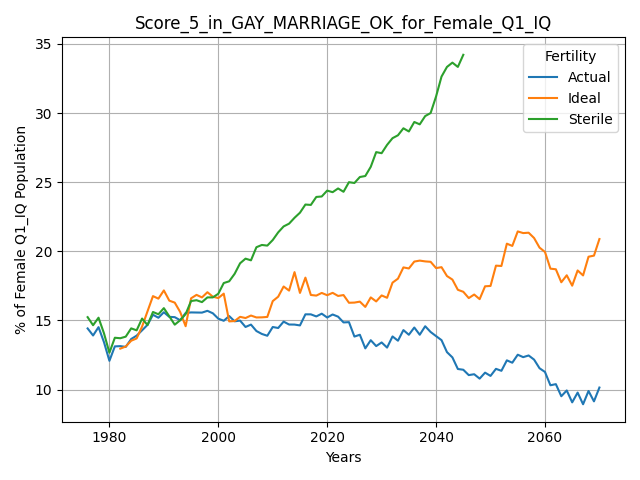 Score_5_in_GAY_MARRIAGE_OK_for_Female_Q1_IQ
% of Female Q1_IQ Population
35
30
25
20
15
10
Fertility
Actual
Ideal
Sterile
1980 2000 2020 2040 2060
Years